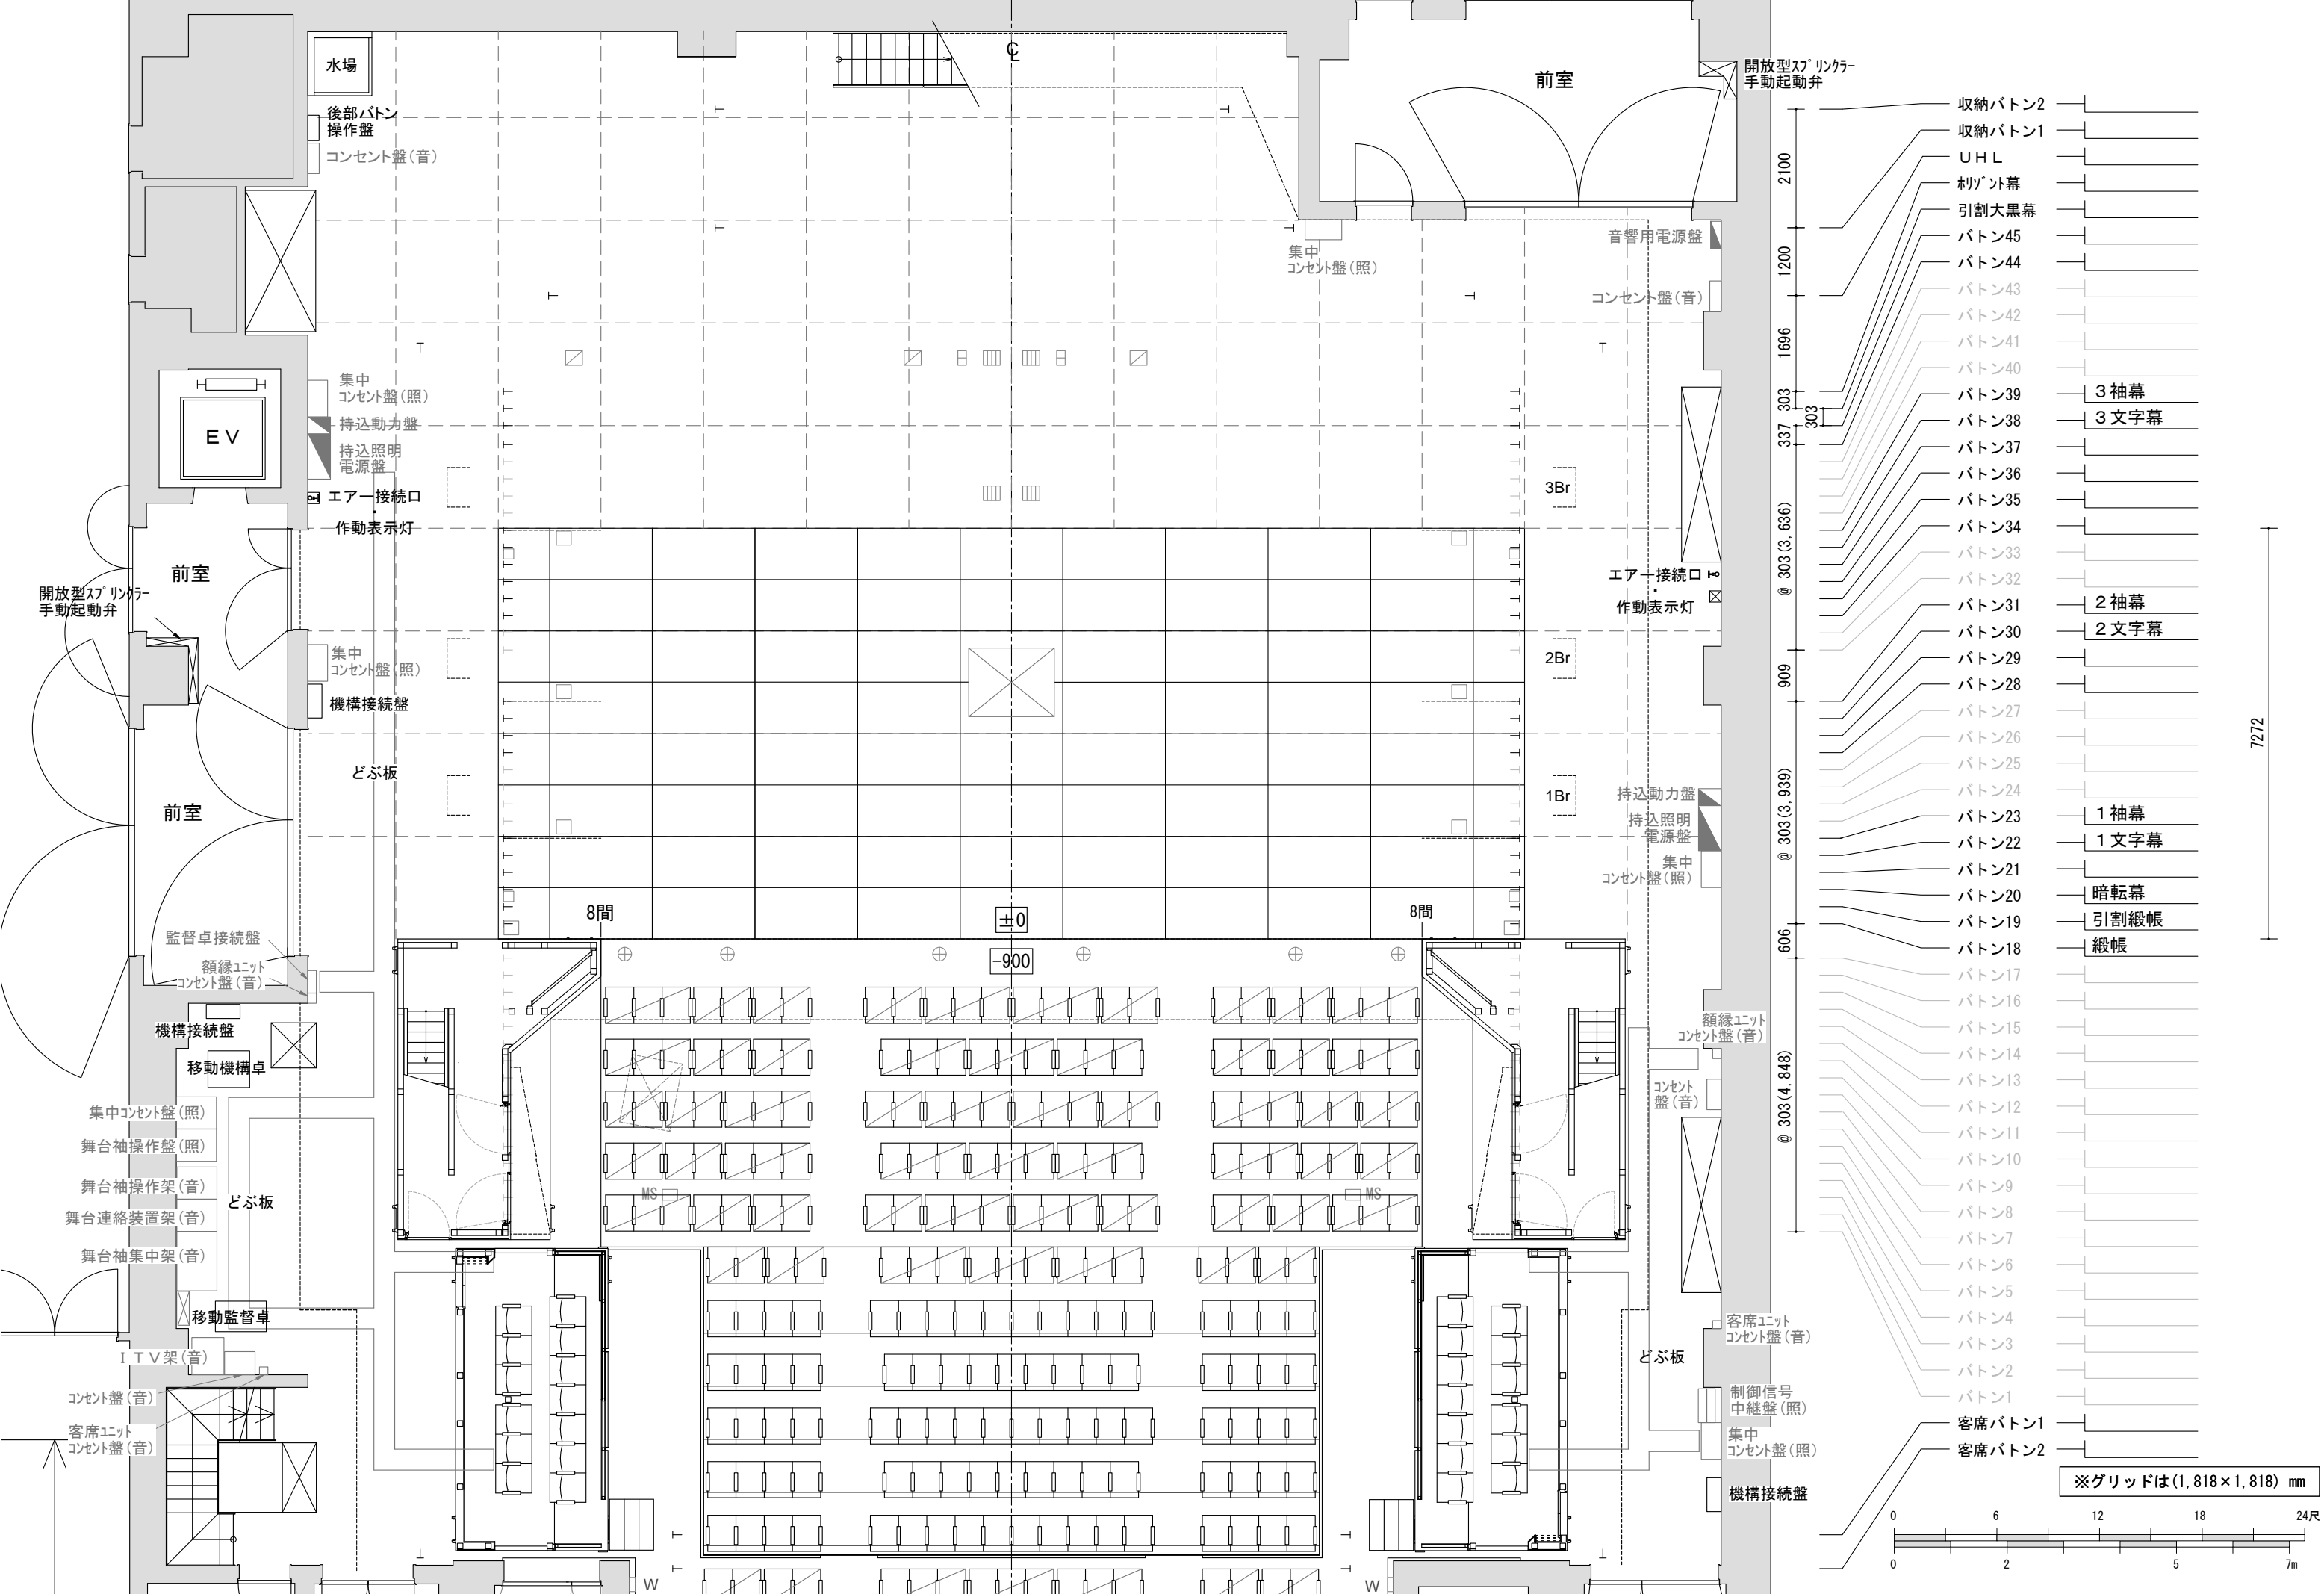 水場
後部バトン
操作盤
コンセント盤(音)
℄
前室
開放型ｽﾌﾟﾘﾝｸﾗｰ
手動起動弁
集中
ｺﾝｾﾝﾄ盤(照)
音響用電源盤
コンセント盤(音)
集中
ｺﾝｾﾝﾄ盤(照)
持込動力盤
持込照明
電源盤
EV
エアー接続口
・
作動表示灯
前室
開放型ｽﾌﾟﾘﾝｸﾗｰ
手動起動弁
集中
ｺﾝｾﾝﾄ盤(照)
機構接続盤
どぶ板
前室
3Br
2Br
1Br
エアー接続口
・
作動表示灯
持込動力盤
持込照明
電源盤
集中
ｺﾝｾﾝﾄ盤(照)
8間
±0
8間
-900
監督卓接続盤
額縁ﾕﾆｯﾄ
ｺﾝｾﾝﾄ盤(音)
機構接続盤
移動機構卓
集中ｺﾝｾﾝﾄ盤(照)
舞台袖操作盤(照)
舞台袖操作架(音)
舞台連絡装置架(音)
舞台袖集中架(音)
どぶ板
移動監督卓
ＩＴＶ架(音)
ｺﾝｾﾝﾄ盤(音)
客席ﾕﾆｯﾄ
ｺﾝｾﾝﾄ盤(音)
MS
MS
W
W
額縁ﾕﾆｯﾄ
ｺﾝｾﾝﾄ盤(音)
ｺﾝｾﾝﾄ
盤(音)
客席ﾕﾆｯﾄ
ｺﾝｾﾝﾄ盤(音)
どぶ板
制御信号
中継盤(照)
集中
ｺﾝｾﾝﾄ盤(照)
機構接続盤
2100
1200
1696
303
303
337
@ 303(3,636)
909
@ 303(3,939)
606
@ 303(4,848)
収納バトン2
収納バトン1
ＵＨＬ
ﾎﾘｿﾞﾝﾄ幕
引割大黒幕
バトン45
バトン44
バトン43
バトン42
バトン41
バトン40
バトン39 ３袖幕
バトン38 ３文字幕
バトン37
バトン36
バトン35
バトン34
バトン33
バトン32
バトン31 ２袖幕
バトン30 ２文字幕
バトン29
バトン28
バトン27
バトン26
バトン25
バトン24
バトン23 １袖幕
バトン22 １文字幕
バトン21
バトン20 暗転幕
バトン19 引割緞帳
バトン18 緞帳
バトン17
バトン16
バトン15
バトン14
バトン13
バトン12
バトン11
バトン10
バトン9
バトン8
バトン7
バトン6
バトン5
バトン4
バトン3
バトン2
バトン1
客席バトン1
客席バトン2
7272
※グリッドは(1,818×1,818) mm
0 6 12 18 24尺
0 2 5 7m